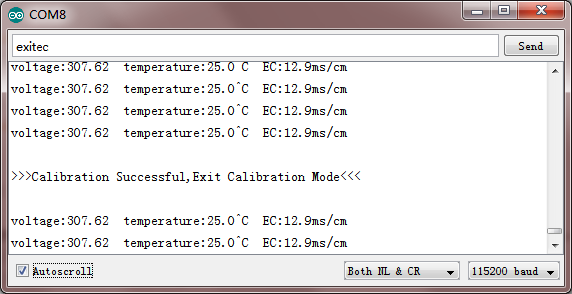 COM8
exitec
Send
voltage:307.62 temperature:25.0 C EC:12.9ms/cm
voltage:307.62 temperature:25.0^C EC:12.9ms/cm
voltage:307.62 temperature:25.0^C EC:12.9ms/cm
voltage:307.62 temperature:25.0^C EC:12.9ms/cm
>>>Calibration Successful,Exit Calibration Mode<<<
voltage:307.62 temperature:25.0^C EC:12.9ms/cm
voltage:307.62 temperature:25.0^C EC:12.9ms/cm
Autoscroll
Both NL & CR
115200 baud